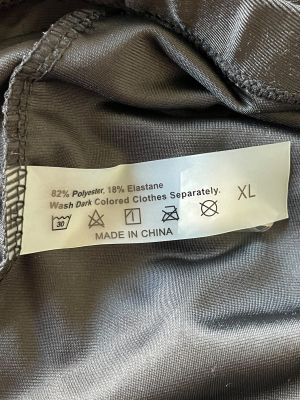 82% Polyester, 18% Elastane
Wash Dark Colored Clothes Separately.
XL
30
MADE IN CHINA